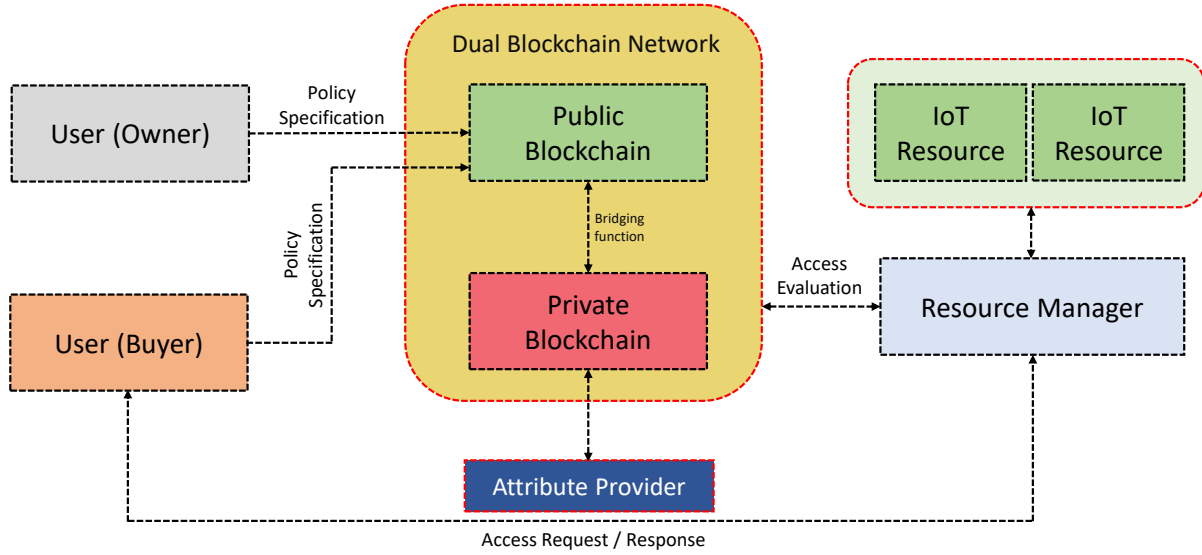 Dual Blockchain Network
User (Owner)
Policy
Specification
Public
Blockchain
IoT
Resource
IoT
Resource
Policy
Specification
Bridging
function
User (Buyer)
Private
Blockchain
Access
Evaluation
Resource Manager
Attribute Provider
Access Request / Response